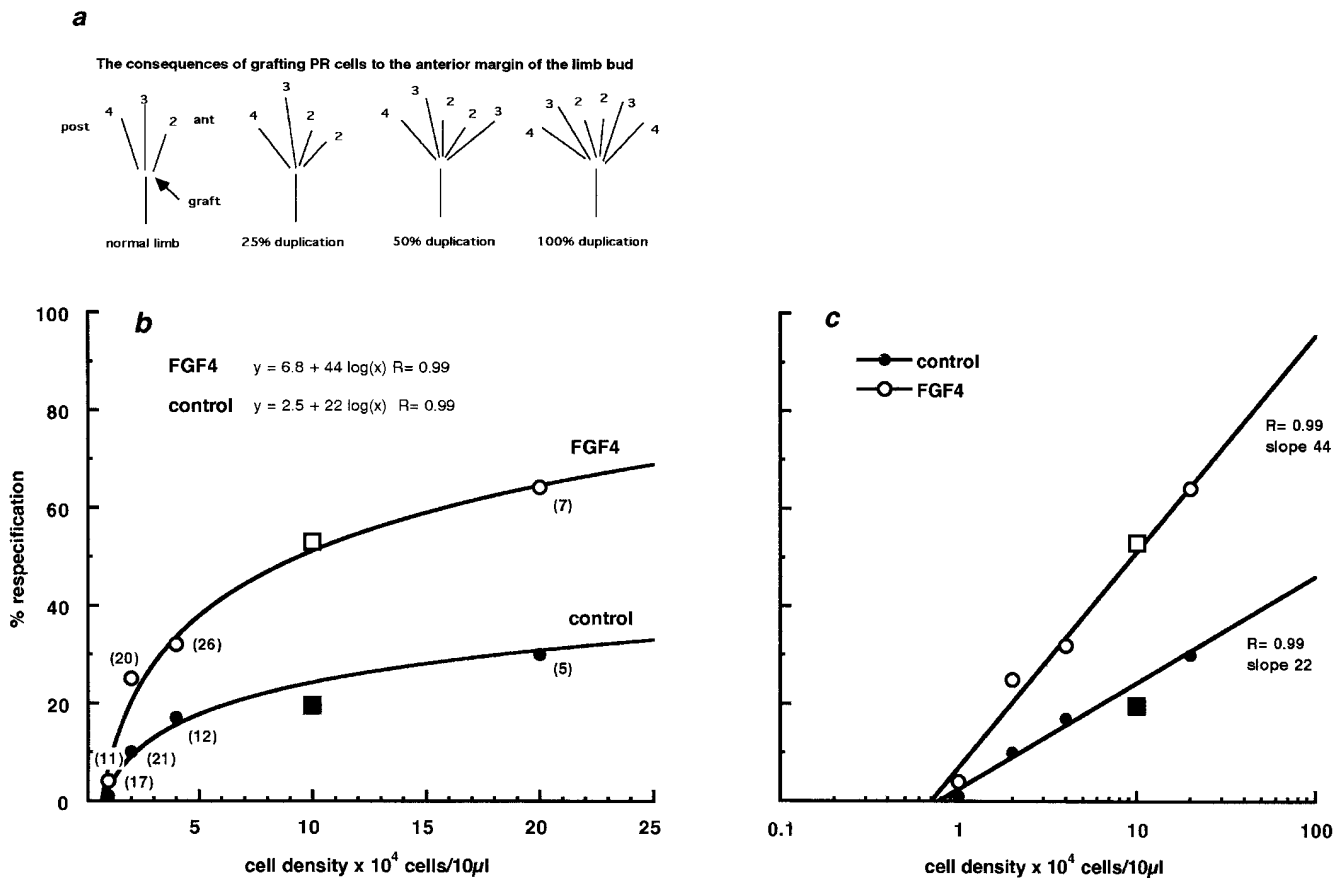 a
The consequences of grafting PR cells to the anterior margin of the limb bud
post 4 3 2 ant
graft
normal limb
4 3 2 2
25% duplication
4 3 2 2 3
50% duplication
4 3 2 2 3 4
100% duplication
b
FGF4 y = 6.8 + 44 log(x) R= 0.99
control y = 2.5 + 22 log(x) R= 0.99
% respecification
100
80
60
40
20
0
FGF4
(7)
control
(5)
(20)
(26)
(12)
(11) (21)
(17)
5 10 15 20 25
cell density x 10⁴ cells/10µl
c
control
FGF4
R= 0.99
slope 44
R= 0.99
slope 22
0.1 1 10 100
cell density x 10⁴ cells/10µl